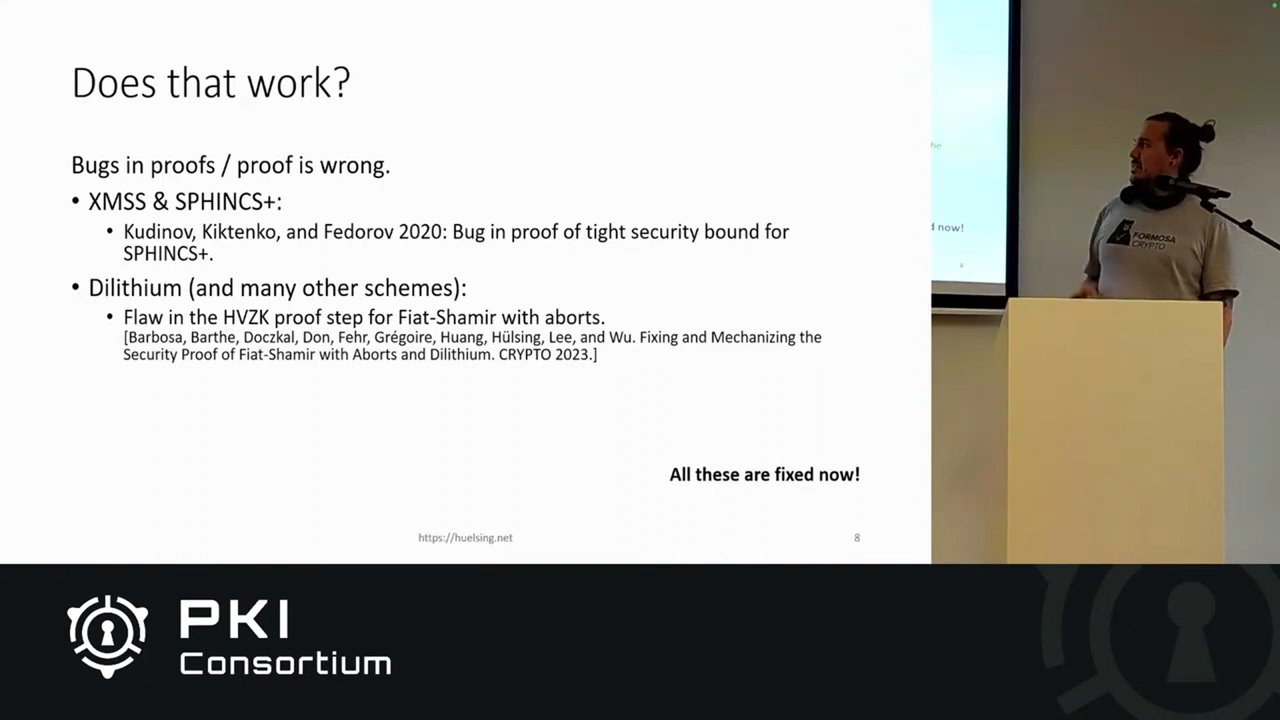 Does that work?
Bugs in proofs / proof is wrong.
• XMSS & SPHINCS+:
• Kudinov, Kiktenko, and Fedorov 2020: Bug in proof of tight security bound for
SPHINCS+.
• Dilithium (and many other schemes):
• Flaw in the HVZK proof step for Fiat-Shamir with aborts.
[Barbosa, Barthe, Doczkal, Don, Fehr, Grégoire, Huang, Hülsing, Lee, and Wu. Fixing and Mechanizing the
Security Proof of Fiat-Shamir with Aborts and Dilithium. CRYPTO 2023.]
All these are fixed now!
https://huelsing.net
8
he
d now!
8
FORMOSA
CRYPTO
PKI
Consortium